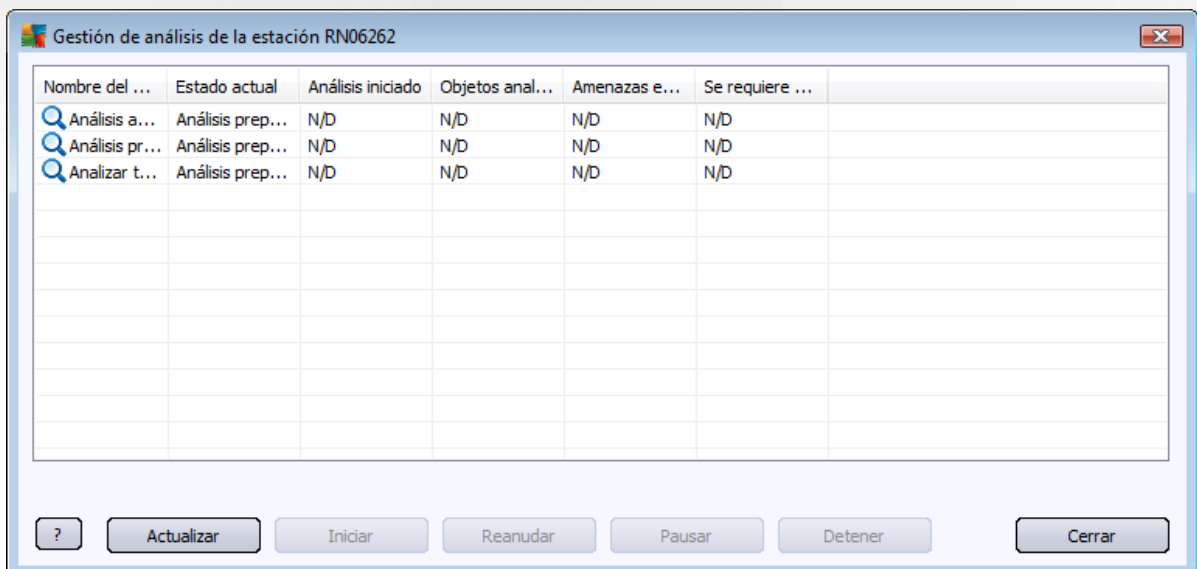 Gestión de análisis de la estación RN06262
Nombre del ... Estado actual Análisis iniciado Objetos anal... Amenazas e... Se requiere ...
Análisis a... Análisis prep... N/D N/D N/D N/D
Análisis pr... Análisis prep... N/D N/D N/D N/D
Analizar t... Análisis prep... N/D N/D N/D N/D
? Actualizar Iniciar Reanudar Pausar Detener Cerrar